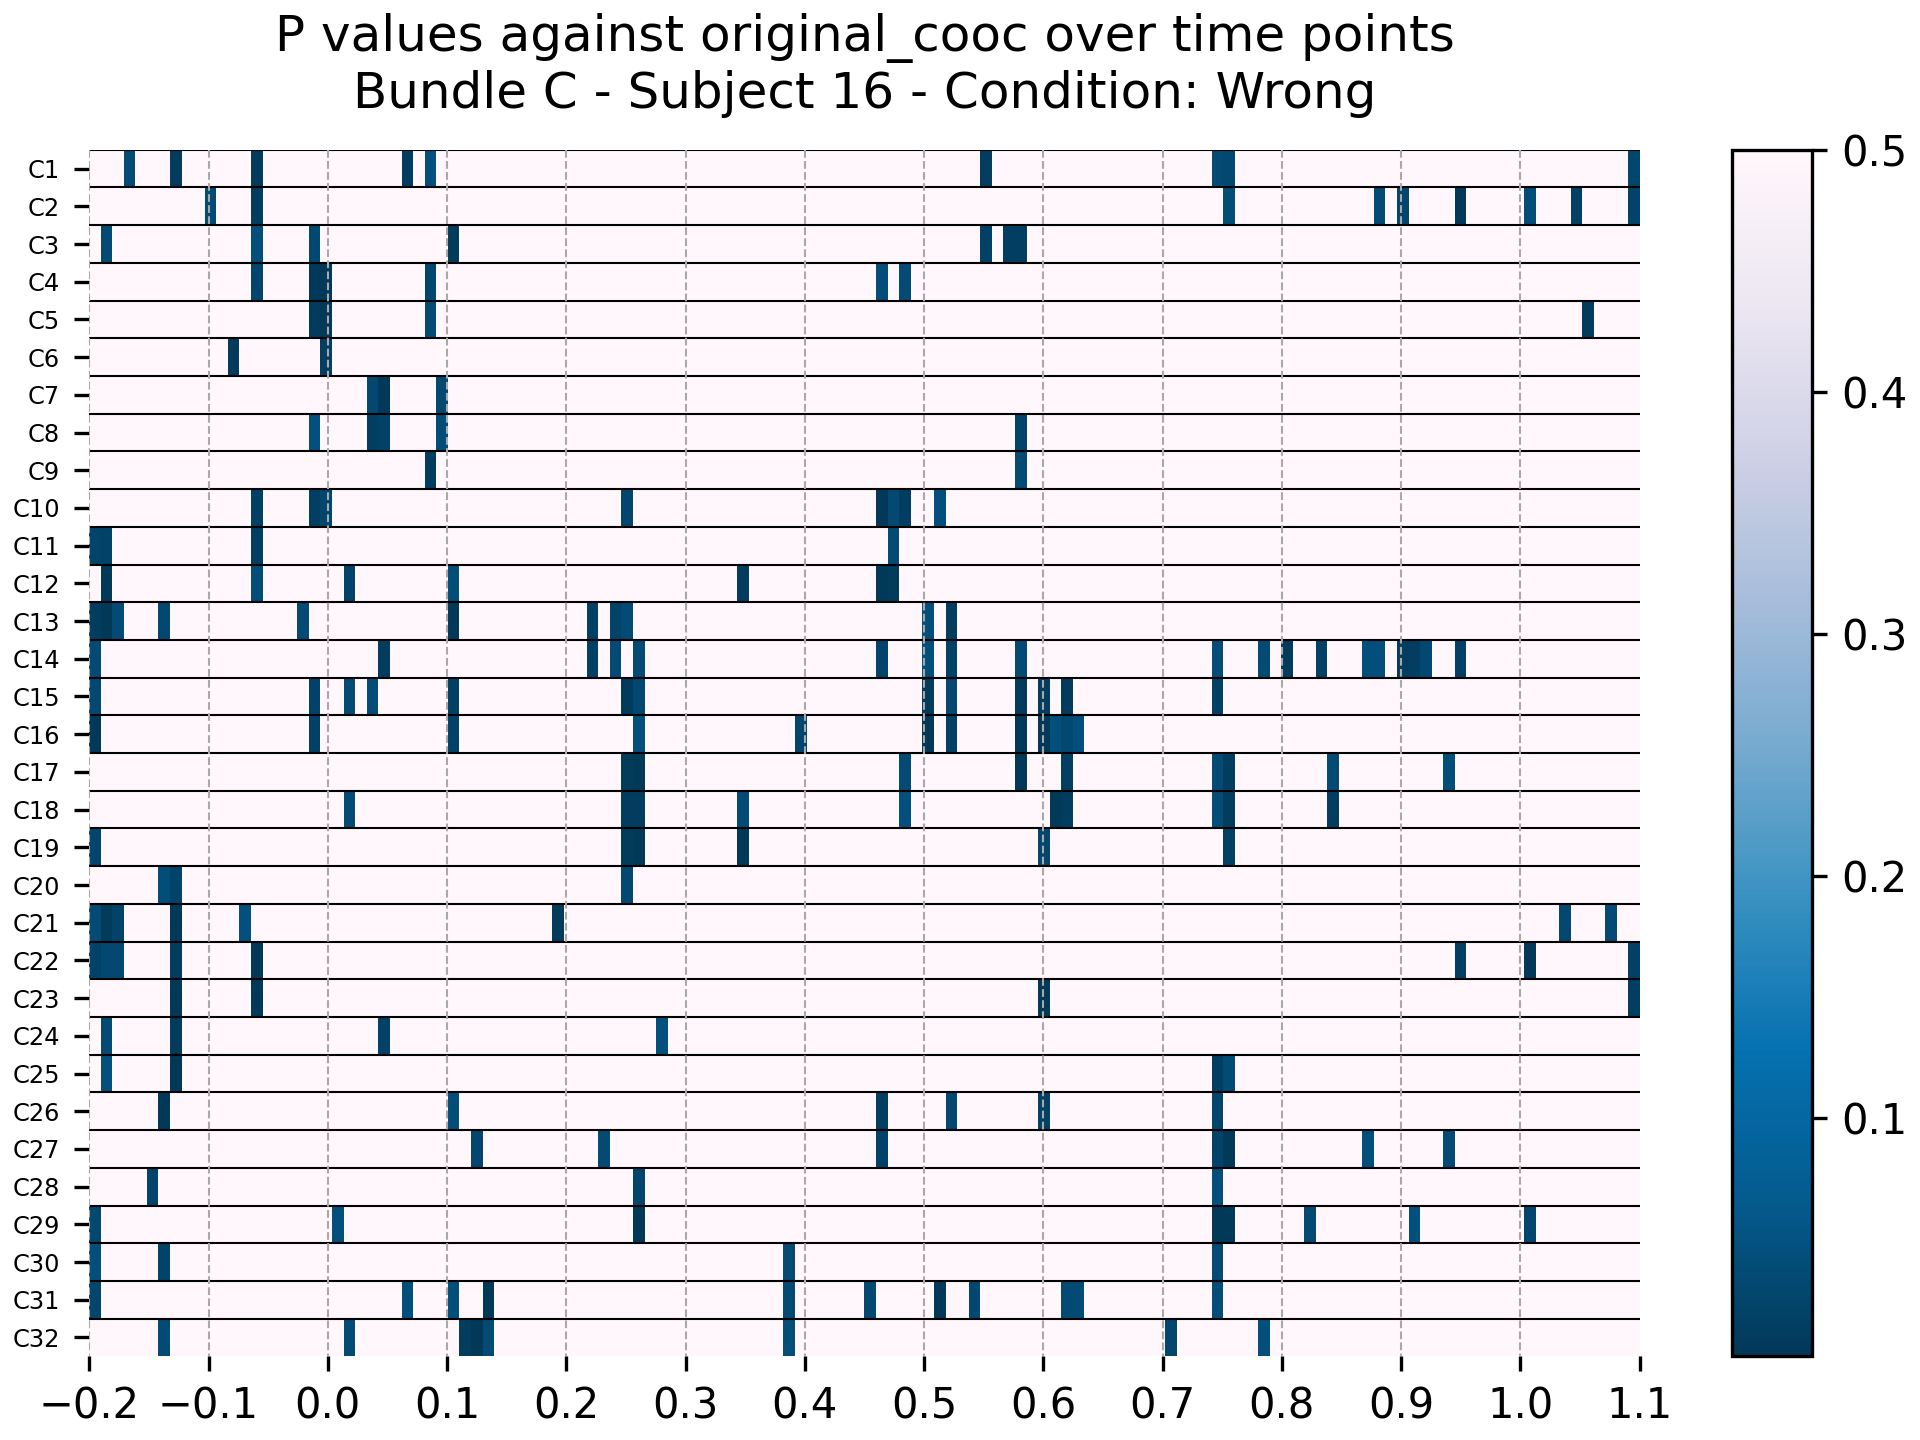 P values against original_cooc over time points
Bundle C - Subject 16 - Condition: Wrong
C1
C2
C3
C4
C5
C6
C7
C8
C9
C10
C11
C12
C13
C14
C15
C16
C17
C18
C19
C20
C21
C22
C23
C24
C25
C26
C27
C28
C29
C30
C31
C32
−0.2 −0.1 0.0 0.1 0.2 0.3 0.4 0.5 0.6 0.7 0.8 0.9 1.0 1.1
0.5
0.4
0.3
0.2
0.1